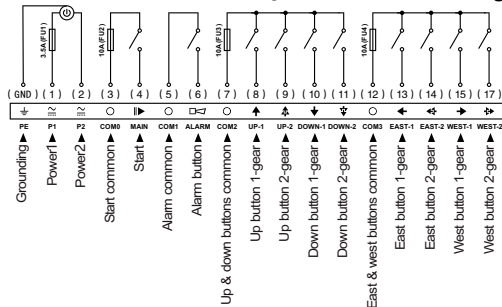 3.5A(FU1)
10A(FU2)
10A(FU3)
10A(FU4)
(GND) (1) (2) (3) (4) (5) (6) (7) (8) (9) (10) (11) (12) (13) (14) (15) (17)
PE P1 P2 COM0 MAIN COM1 ALARM COM2 UP-1 UP-2 DOWN-1 DOWN-2 COM3 EAST-1 EAST-2 WEST-1 WEST-2
Grounding
Power1
Power2
Start common
Start
Alarm common
Alarm button
Up & down buttons common
Up button 1-gear
Up button 2-gear
Down button 1-gear
Down button 2-gear
East & west buttons common
East button 1-gear
East button 2-gear
West button 1-gear
West button 2-gear